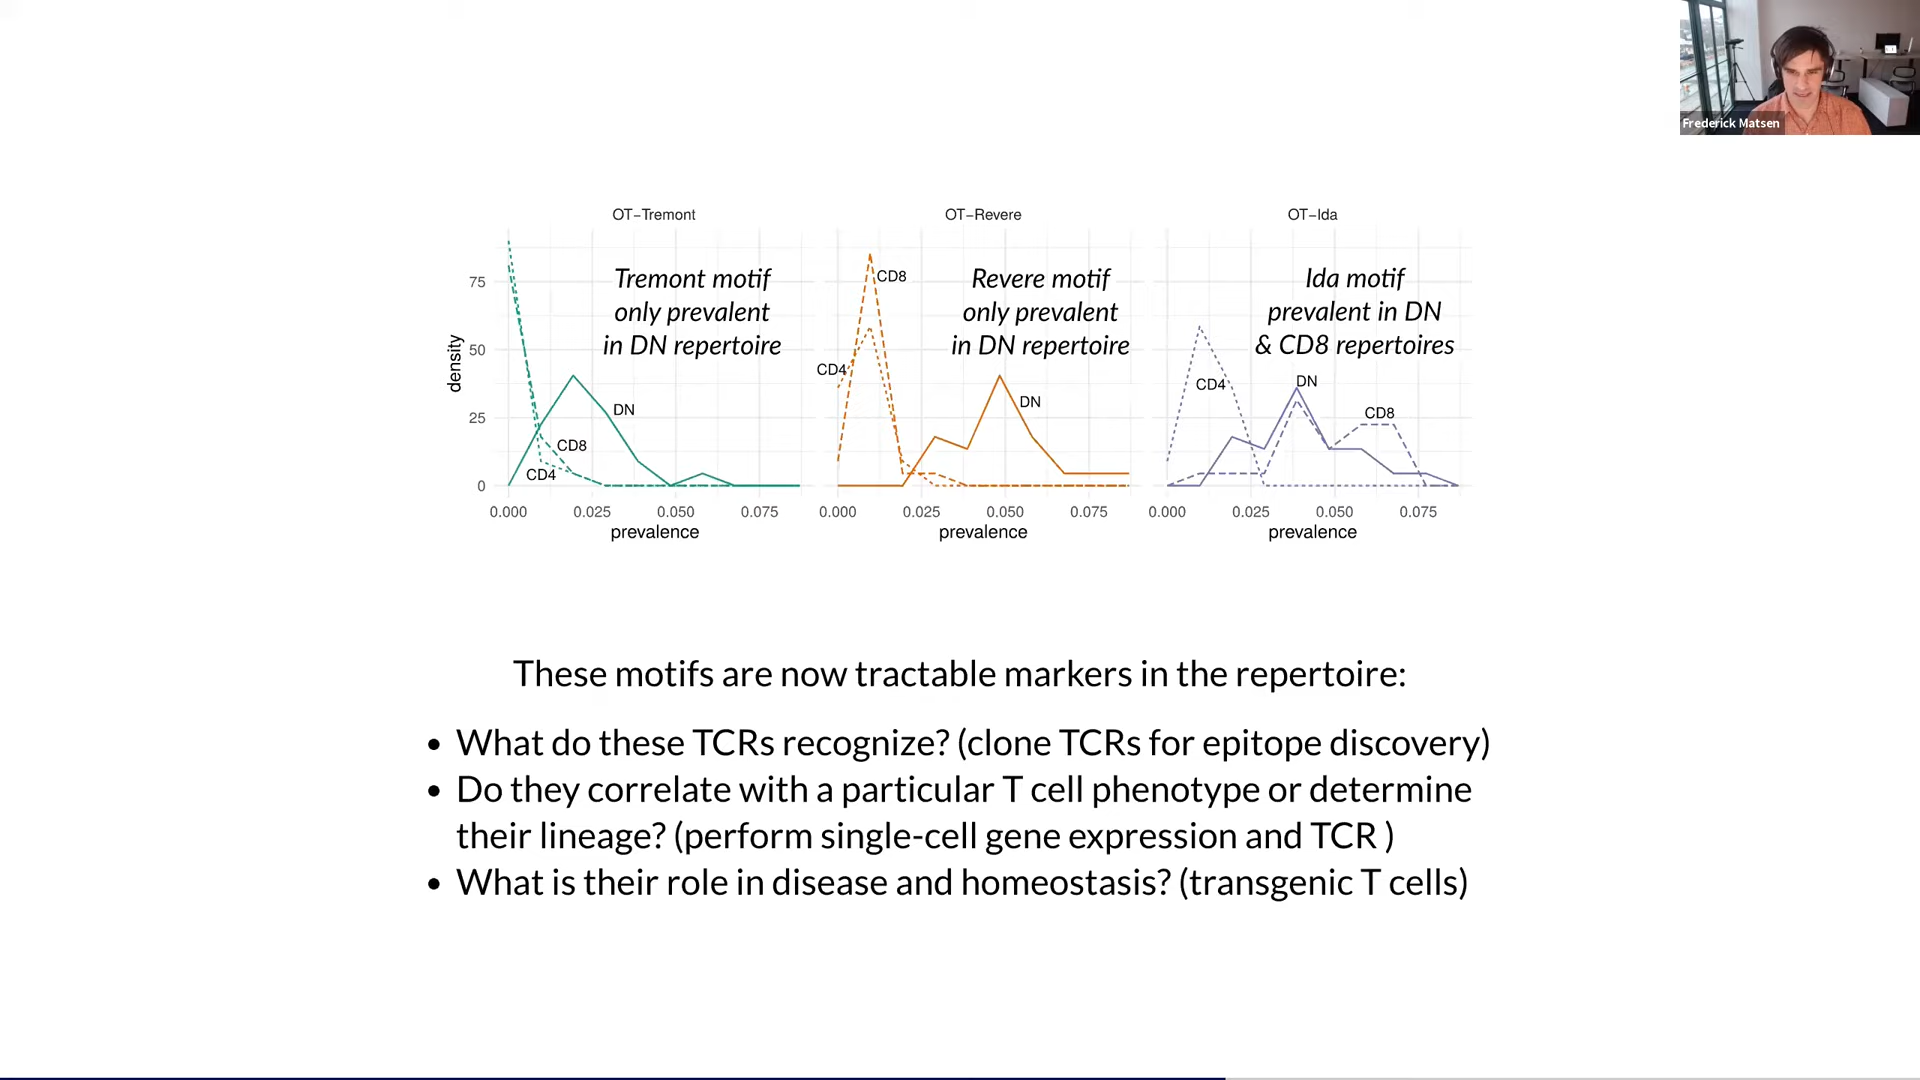 Frederick Matsen
OT−Tremont
OT−Revere
OT−Ida
Tremont motif
only prevalent
in DN repertoire
Revere motif
only prevalent
in DN repertoire
Ida motif
prevalent in DN
& CD8 repertoires
density
75
50
25
0
DN
CD8
CD4
CD8
CD4
DN
CD4
DN
CD8
0.000 0.025 0.050 0.075
0.000 0.025 0.050 0.075
0.000 0.025 0.050 0.075
prevalence
prevalence
prevalence
These motifs are now tractable markers in the repertoire:
• What do these TCRs recognize? (clone TCRs for epitope discovery)
• Do they correlate with a particular T cell phenotype or determine
their lineage? (perform single-cell gene expression and TCR )
• What is their role in disease and homeostasis? (transgenic T cells)